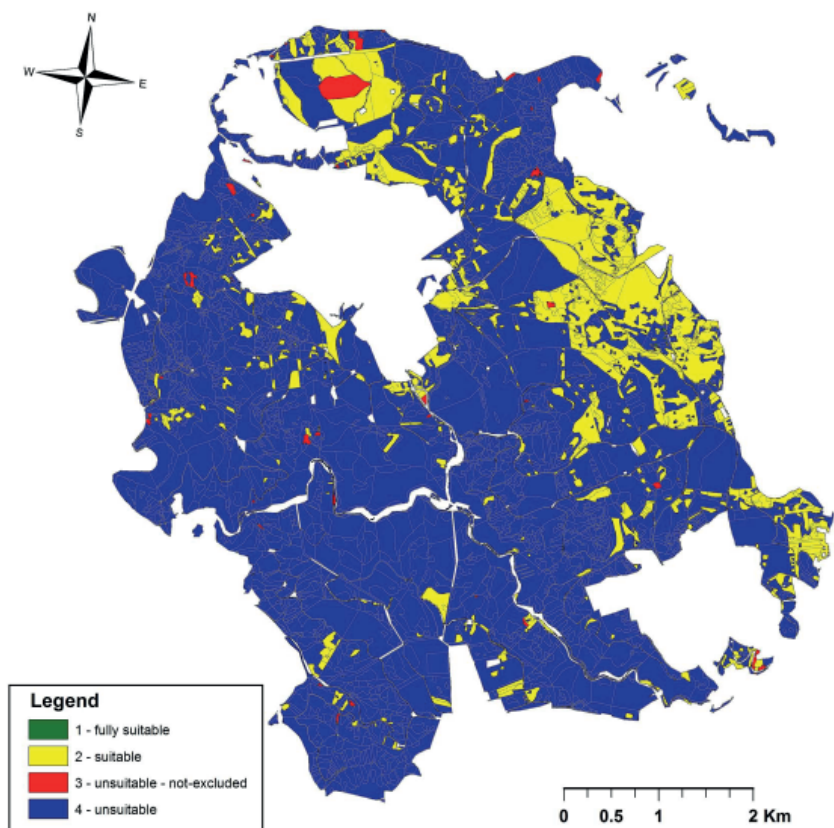 N
W
E
S
Legend
1 - fully suitable
2 - suitable
3 - unsuitable - not-excluded
4 - unsuitable
0 0.5 1 2 Km